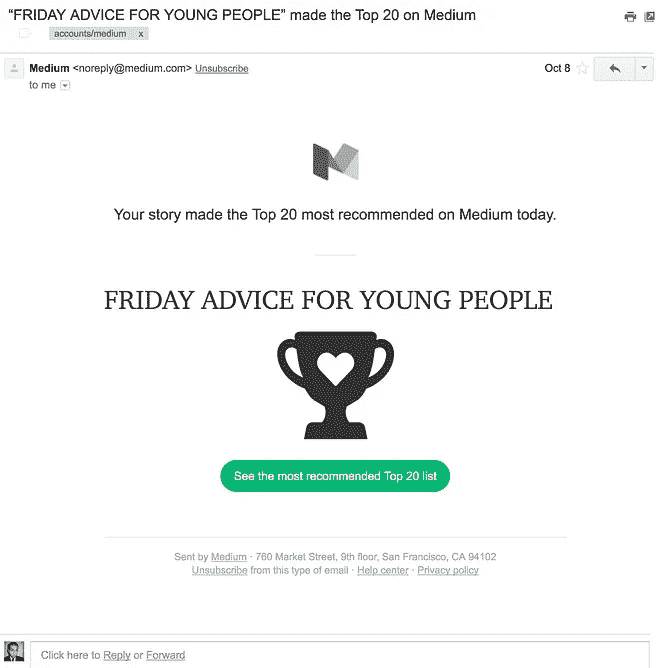 “FRIDAY ADVICE FOR YOUNG PEOPLE” made the Top 20 on Medium
accounts/medium x
Medium <noreply@medium.com> Unsubscribe Oct 8
to me
Your story made the Top 20 most recommended on Medium today.
FRIDAY ADVICE FOR YOUNG PEOPLE
See the most recommended Top 20 list
Sent by Medium · 760 Market Street, 9th floor, San Francisco, CA 94102
Unsubscribe from this type of email · Help center · Privacy policy
Click here to Reply or Forward